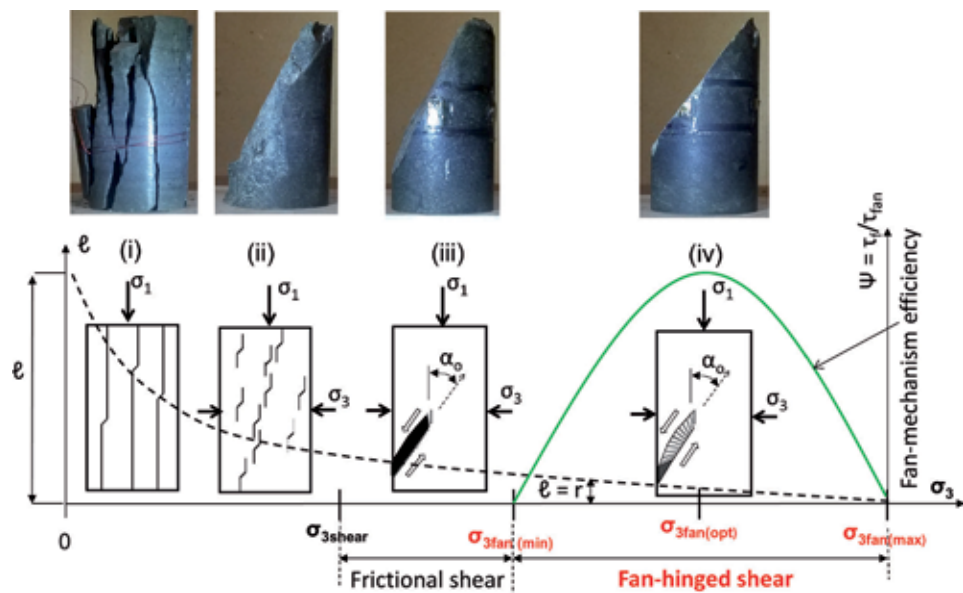 ℓ
(i)
(ii)
(iii)
(iv)
Ψ = τf/τfan
Fan-mechanism efficiency
σ1
σ1
σ1
σ1
ℓ
αo
αo
σ3
σ3
σ3
ℓ = r
σ3
0
σ3shear
σ3fan (min)
σ3fan(opt)
σ3fan(max)
Frictional shear
Fan-hinged shear